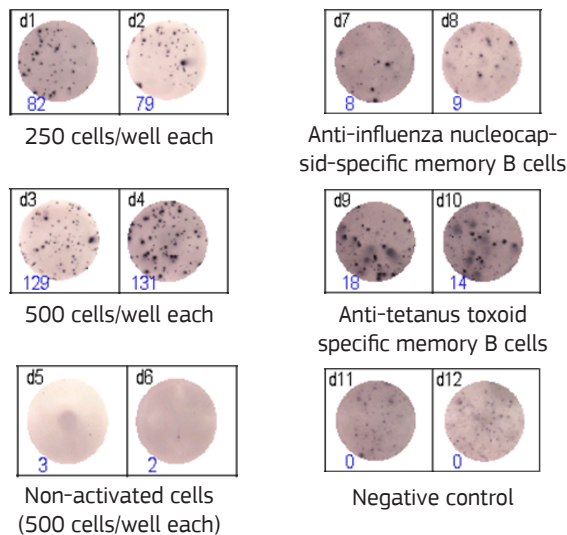 d1 d2
82 79
250 cells/well each
d3 d4
129 131
500 cells/well each
d5 d6
3 2
Non-activated cells
(500 cells/well each)
d7 d8
8 9
Anti-influenza nucleocap-
sid-specific memory B cells
d9 d10
18 14
Anti-tetanus toxoid
specific memory B cells
d11 d12
0 0
Negative control